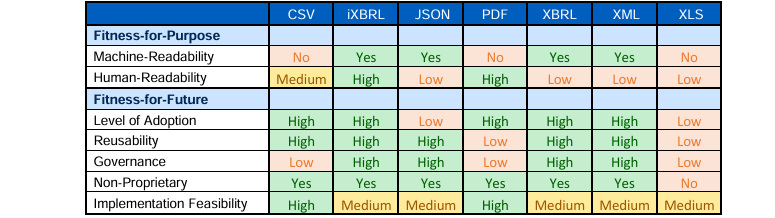 CSV iXBRL JSON PDF XBRL XML XLS
Fitness-for-Purpose
Machine-Readability No Yes Yes No Yes Yes No
Human-Readability Medium High Low High Low Low Low
Fitness-for-Future
Level of Adoption High High Low High High High Low
Reusability High High High Low High High Low
Governance Low High High Low High High Low
Non-Proprietary Yes Yes Yes Yes Yes Yes No
Implementation Feasibility High Medium Medium High Medium Medium Medium